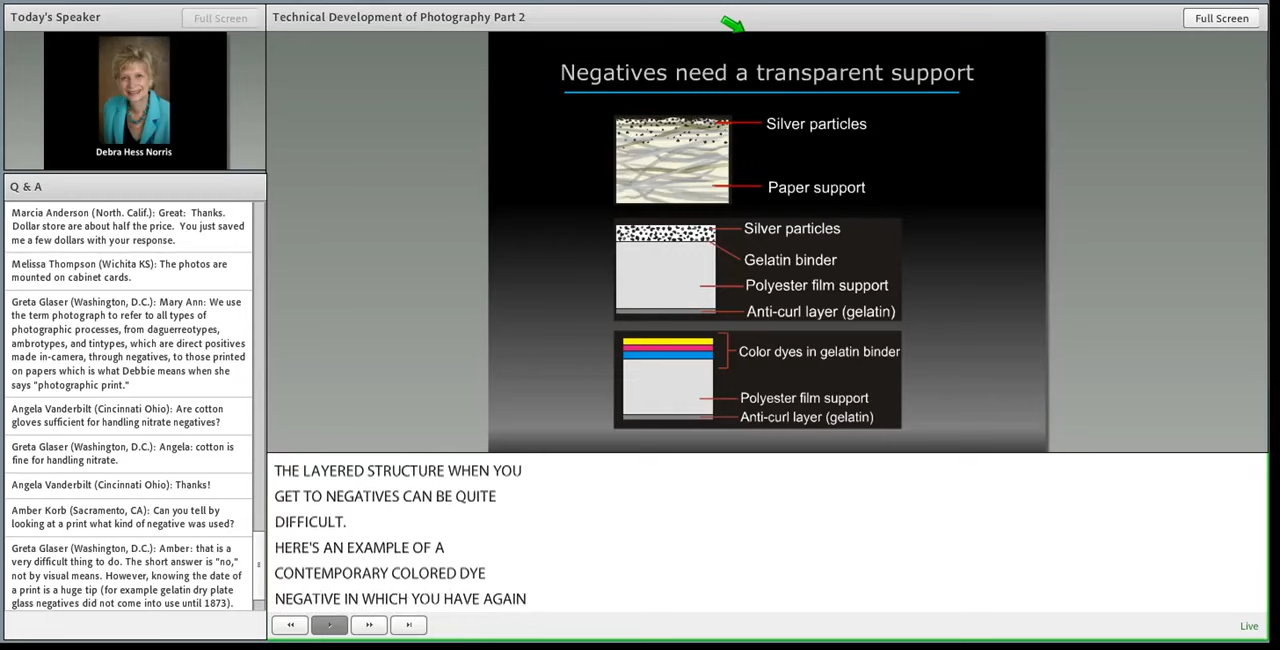 Today's Speaker
Full Screen
Debra Hess Norris
Q & A
Marcia Anderson (North. Calif.): Great: Thanks.
Dollar store are about half the price. You just saved
me a few dollars with your response.
Melissa Thompson (Wichita KS): The photos are
mounted on cabinet cards.
Greta Glaser (Washington, D.C.): Mary Ann: We use
the term photograph to refer to all types of
photographic processes, from daguerreotypes,
ambrotypes, and tintypes, which are direct positives
made in-camera, through negatives, to those printed
on papers which is what Debbie means when she
says "photographic print."
Angela Vanderbilt (Cincinnati Ohio): Are cotton
gloves sufficient for handling nitrate negatives?
Greta Glaser (Washington, D.C.): Angela: cotton is
fine for handling nitrate.
Angela Vanderbilt (Cincinnati Ohio): Thanks!
Amber Korb (Sacramento, CA): Can you tell by
looking at a print what kind of negative was used?
Greta Glaser (Washington, D.C.): Amber: that is a
very difficult thing to do. The short answer is "no,"
not by visual means. However, knowing the date of
a print is a huge tip (for example gelatin dry plate
glass negatives did not come into use until 1873).
Technical Development of Photography Part 2
Full Screen
Negatives need a transparent support
Silver particles
Paper support
Silver particles
Gelatin binder
Polyester film support
Anti-curl layer (gelatin)
Color dyes in gelatin binder
Polyester film support
Anti-curl layer (gelatin)
THE LAYERED STRUCTURE WHEN YOU
GET TO NEGATIVES CAN BE QUITE
DIFFICULT.
HERE'S AN EXAMPLE OF A
CONTEMPORARY COLORED DYE
NEGATIVE IN WHICH YOU HAVE AGAIN
Live